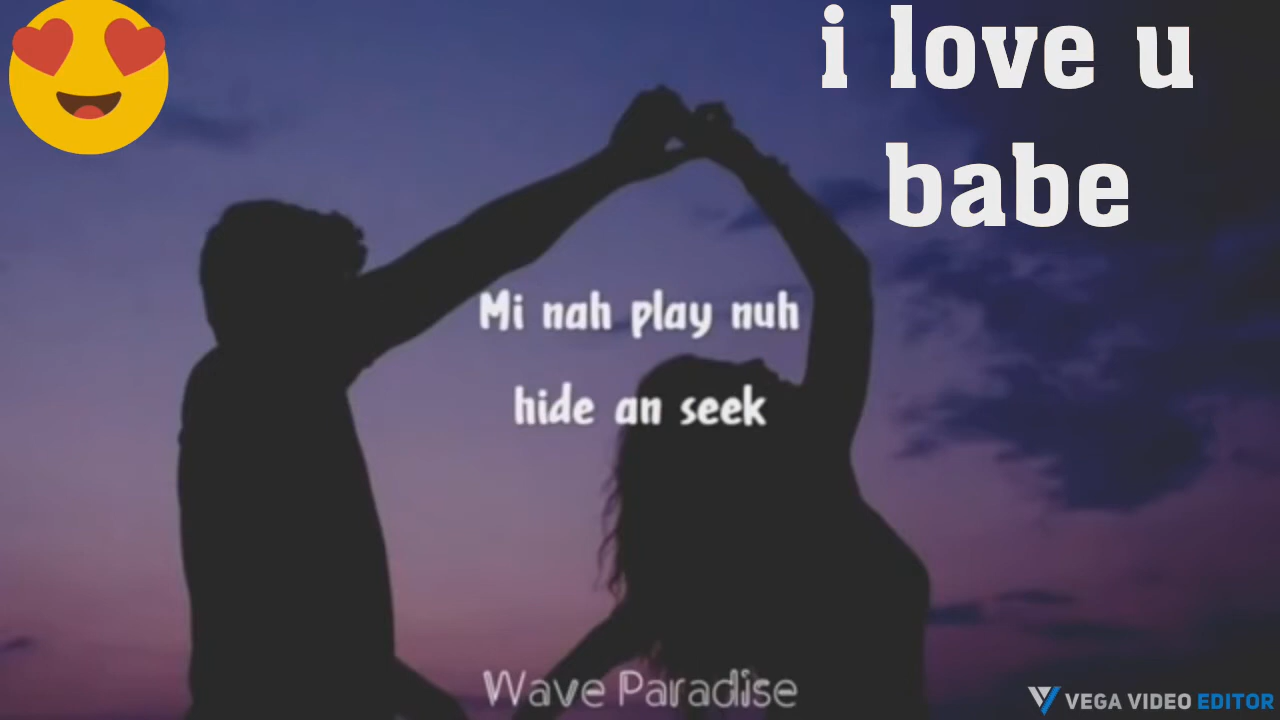 i love u
babe
Mi nah play nuh
hide an seek
Wave Paradise
VEGA VIDEO EDITOR